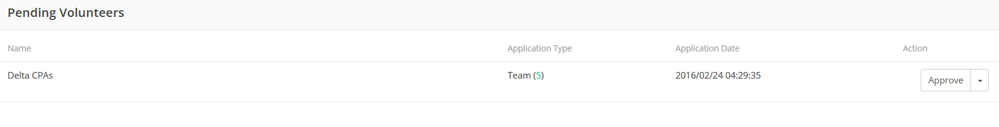 Pending Volunteers
Name Application Type Application Date Action
Delta CPAs Team (5) 2016/02/24 04:29:35 Approve